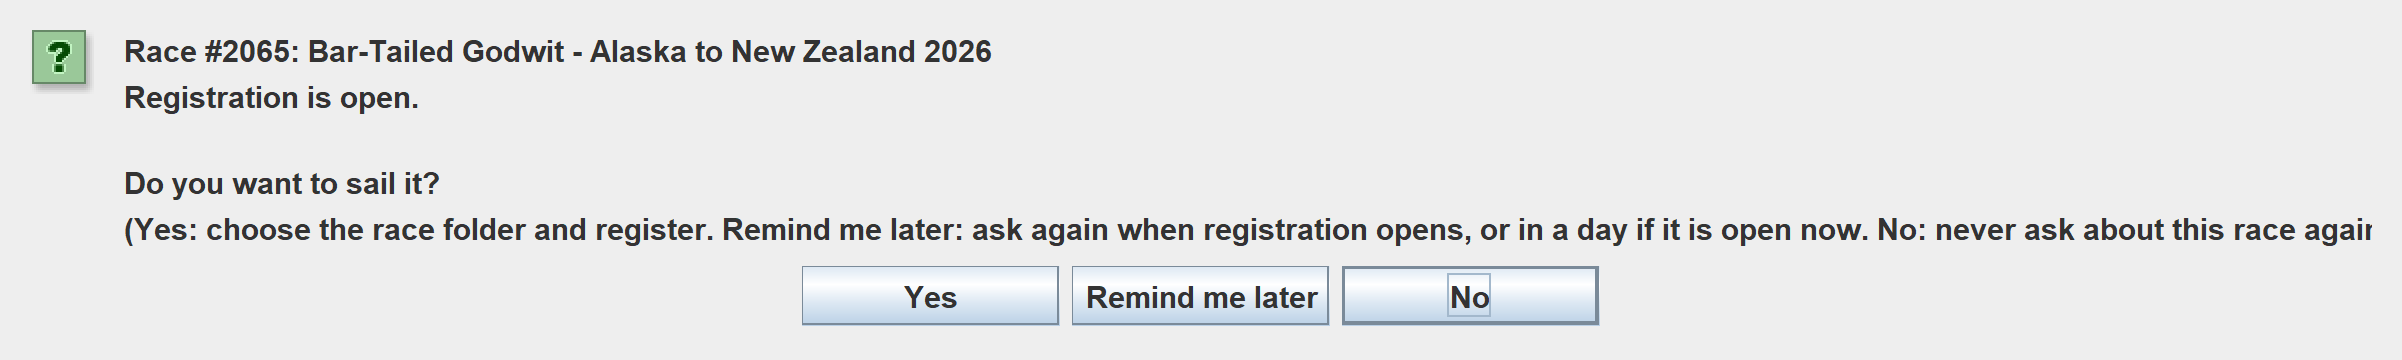 Race #2065: Bar-Tailed Godwit - Alaska to New Zealand 2026
Registration is open.
Do you want to sail it?
(Yes: choose the race folder and register. Remind me later: ask again when registration opens, or in a day if it is open now. No: never ask about this race
Yes
Remind me later
No